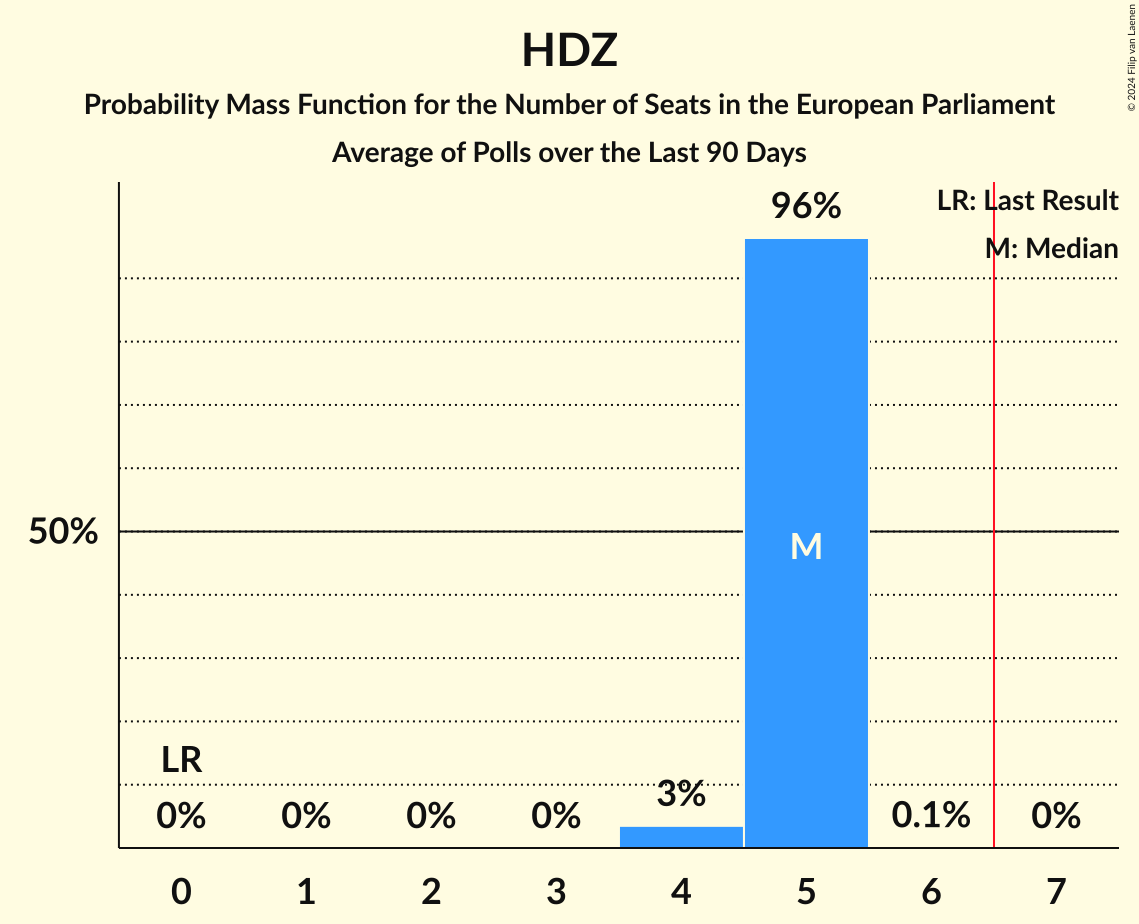 HDZ
Probability Mass Function for the Number of Seats in the European Parliament
Average of Polls over the Last 90 Days
© 2024 Filip van Laenen
LR: Last Result
M: Median
96%
50%
M
LR
0%
0%
0%
0%
3%
0.1%
0%
0
1
2
3
4
5
6
7